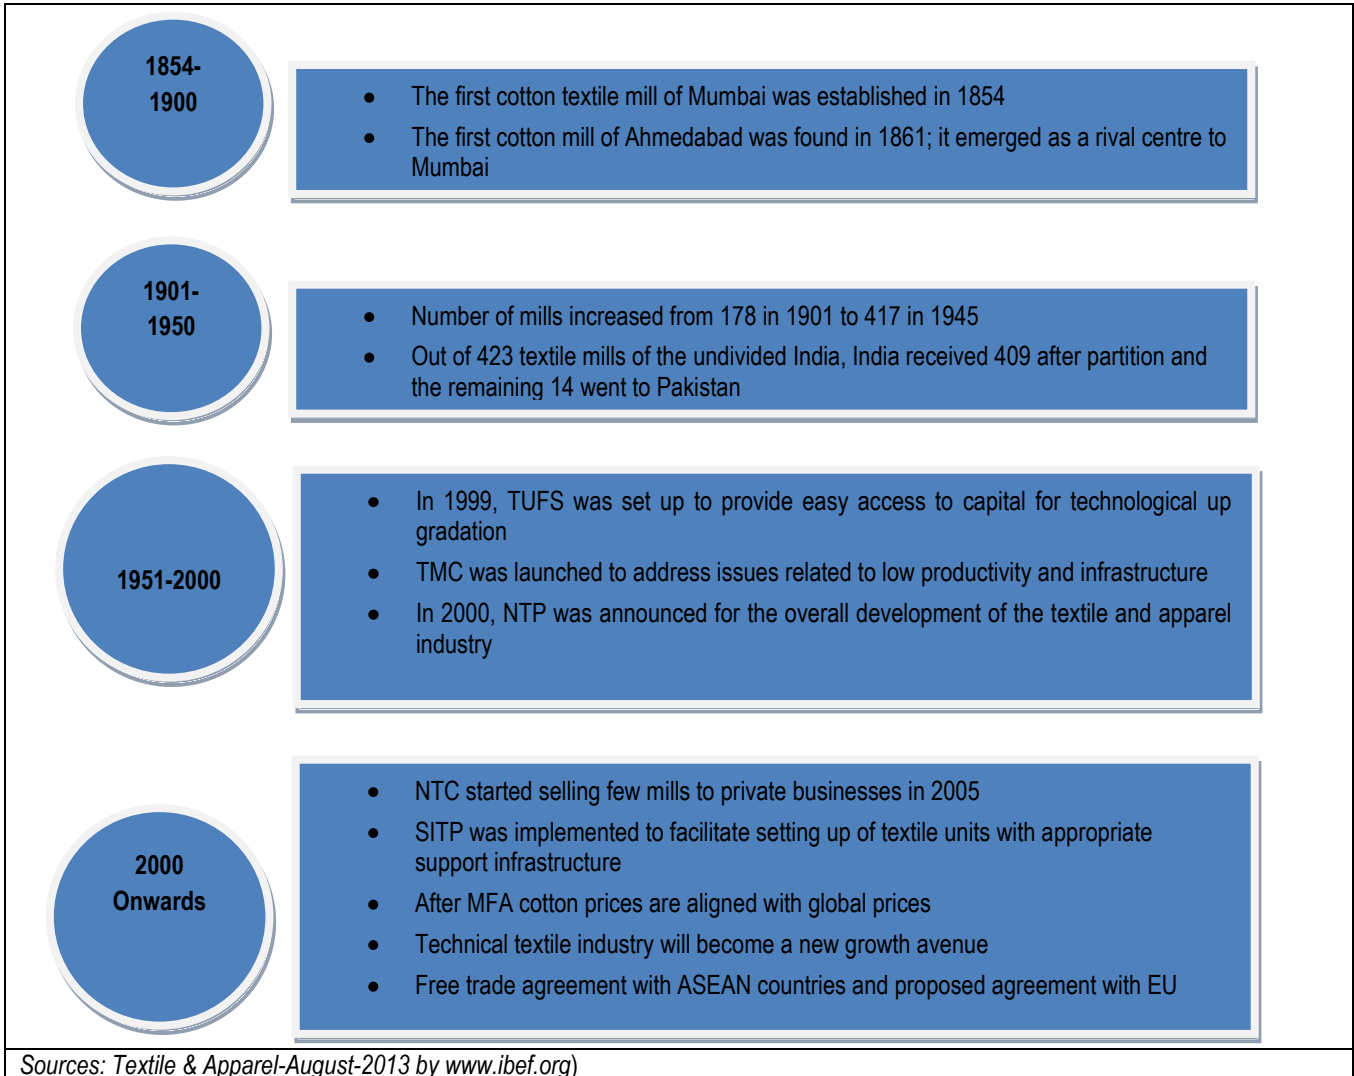 1854-
1900
• The first cotton textile mill of Mumbai was established in 1854
• The first cotton mill of Ahmedabad was found in 1861; it emerged as a rival centre to
Mumbai
1901-
1950
• Number of mills increased from 178 in 1901 to 417 in 1945
• Out of 423 textile mills of the undivided India, India received 409 after partition and
the remaining 14 went to Pakistan
1951-2000
• In 1999, TUFS was set up to provide easy access to capital for technological up
gradation
• TMC was launched to address issues related to low productivity and infrastructure
• In 2000, NTP was announced for the overall development of the textile and apparel
industry
2000
Onwards
• NTC started selling few mills to private businesses in 2005
• SITP was implemented to facilitate setting up of textile units with appropriate
support infrastructure
• After MFA cotton prices are aligned with global prices
• Technical textile industry will become a new growth avenue
• Free trade agreement with ASEAN countries and proposed agreement with EU
Sources: Textile & Apparel-August-2013 by www.ibef.org)